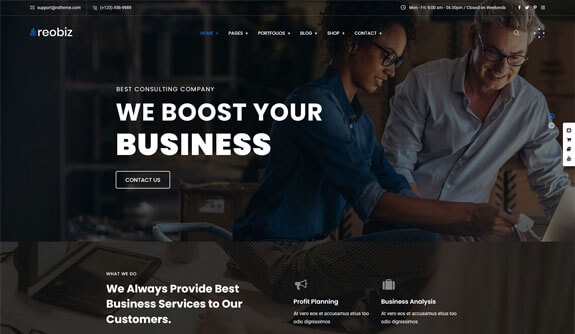 support@rstheme.com (+123) 456-9989 Mon - Fri: 9:00 am - 06.00pm / Closed on Weekends
reobiz HOME + PAGES + PORTFOLIOS + BLOG + SHOP + CONTACT +
BEST CONSULTING COMPANY
WE BOOST YOUR
BUSINESS
CONTACT US
WHAT WE DO
We Always Provide Best
Business Services to Our
Customers.
Profit Planning
At vero eos et accusamus etiusm too
odio dignissimos
Business Analysis
At vero eos et accusamus etius too
odio dignissimos